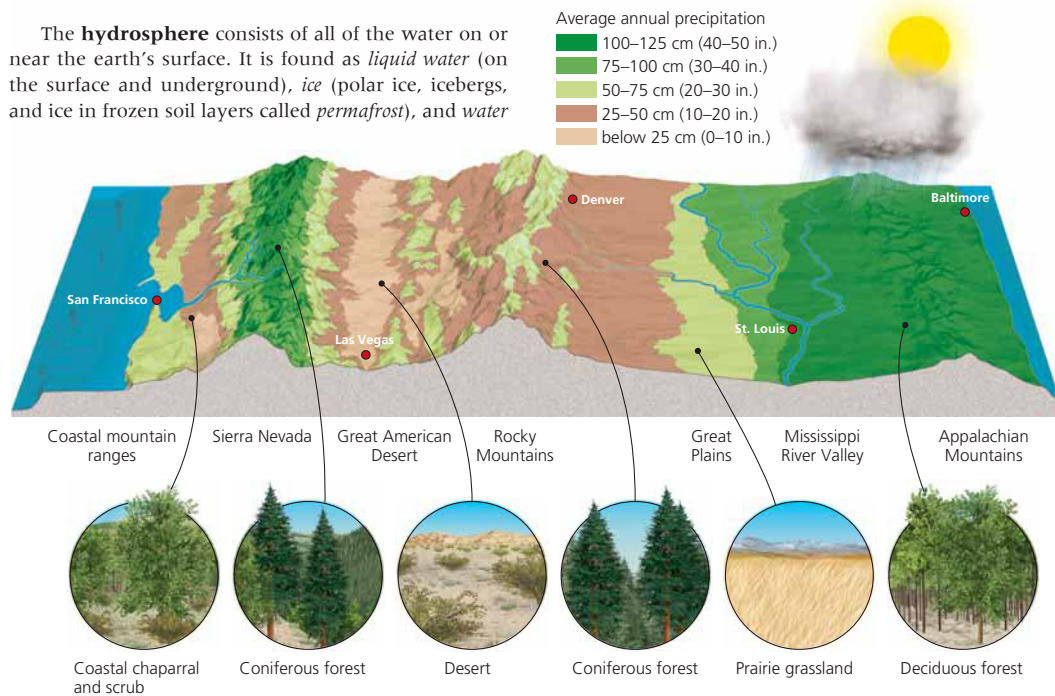 The hydrosphere consists of all of the water on or
near the earth’s surface. It is found as liquid water (on
the surface and underground), ice (polar ice, icebergs,
and ice in frozen soil layers called permafrost), and water
Average annual precipitation
100–125 cm (40–50 in.)
75–100 cm (30–40 in.)
50–75 cm (20–30 in.)
25–50 cm (10–20 in.)
below 25 cm (0–10 in.)
Denver
Baltimore
San Francisco
St. Louis
Las Vegas
Coastal mountain
ranges
Sierra Nevada
Great American
Desert
Rocky
Mountains
Great
Plains
Mississippi
River Valley
Appalachian
Mountains
Coastal chaparral
and scrub
Coniferous forest
Desert
Coniferous forest
Prairie grassland
Deciduous forest